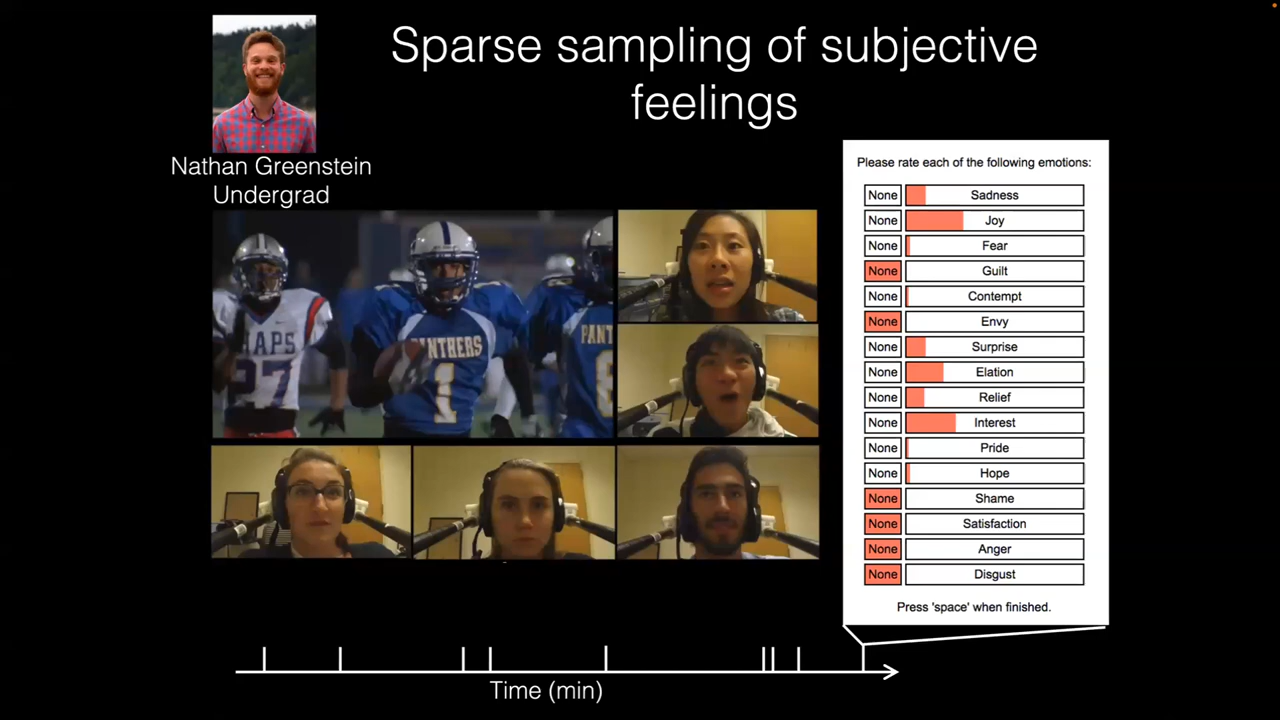 Sparse sampling of subjective
feelings
Nathan Greenstein
Undergrad
APS
27
PANTHERS
1
PANT
Please rate each of the following emotions:
None Sadness
None Joy
None Fear
None Guilt
None Contempt
None Envy
None Surprise
None Elation
None Relief
None Interest
None Pride
None Hope
None Shame
None Satisfaction
None Anger
None Disgust
Press 'space' when finished.
Time (min)